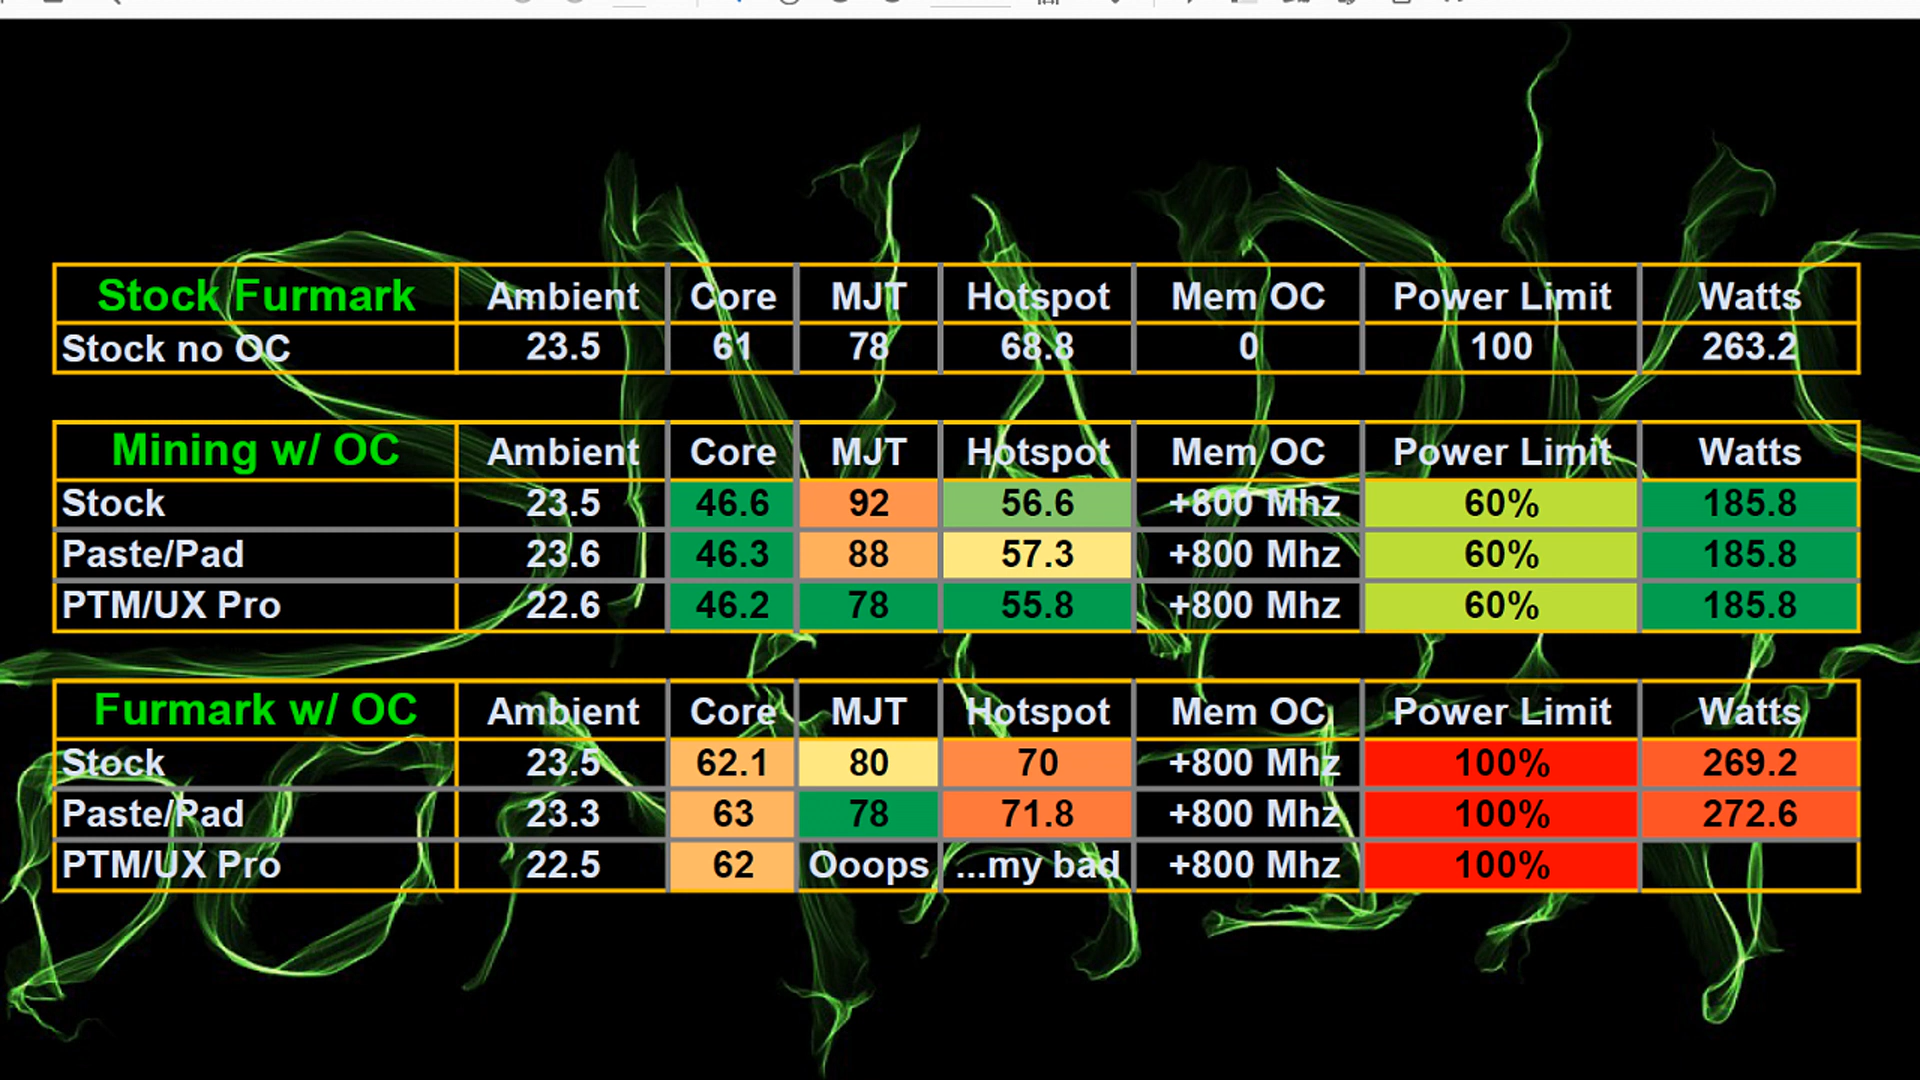 Stock Furmark Ambient Core MJT Hotspot Mem OC Power Limit Watts
Stock no OC 23.5 61 78 68.8 0 100 263.2
Mining w/ OC Ambient Core MJT Hotspot Mem OC Power Limit Watts
Stock 23.5 46.6 92 56.6 +800 Mhz 60% 185.8
Paste/Pad 23.6 46.3 88 57.3 +800 Mhz 60% 185.8
PTM/UX Pro 22.6 46.2 78 55.8 +800 Mhz 60% 185.8
Furmark w/ OC Ambient Core MJT Hotspot Mem OC Power Limit Watts
Stock 23.5 62.1 80 70 +800 Mhz 100% 269.2
Paste/Pad 23.3 63 78 71.8 +800 Mhz 100% 272.6
PTM/UX Pro 22.5 62 Ooops ...my bad +800 Mhz 100%